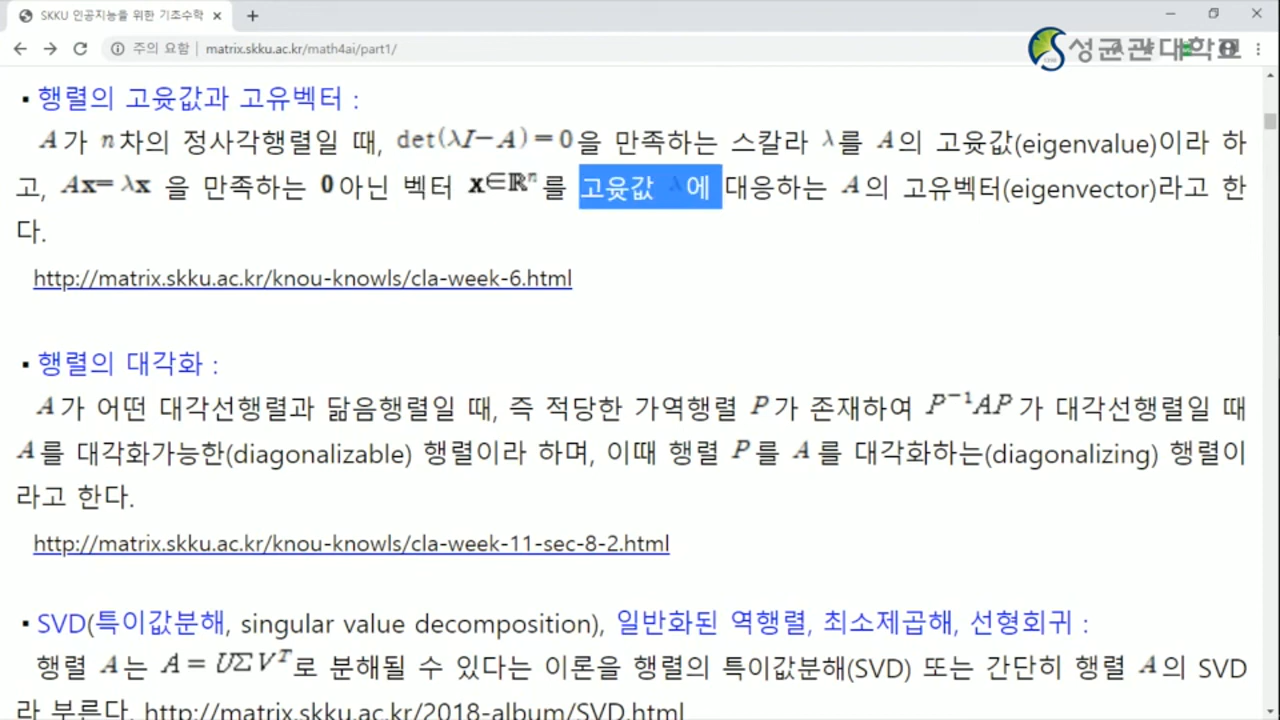 SKKU 인공지능을 위한 기초수학
주의 요함 | matrix.skku.ac.kr/math4ai/part1/
성균관대학교
▪ 행렬의 고윳값과 고유벡터 :
A가 n차의 정사각행렬일 때, det(λI−A)=0을 만족하는 스칼라 λ를 A의 고윳값(eigenvalue)이라 하
고, Ax=λx 을 만족하는 0아닌 벡터 x∈ℝⁿ를 고윳값 λ에 대응하는 A의 고유벡터(eigenvector)라고 한
다.
http://matrix.skku.ac.kr/knou-knowls/cla-week-6.html
▪ 행렬의 대각화 :
A가 어떤 대각선행렬과 닮음행렬일 때, 즉 적당한 가역행렬 P가 존재하여 P⁻¹AP가 대각선행렬일 때
A를 대각화가능한(diagonalizable) 행렬이라 하며, 이때 행렬 P를 A를 대각화하는(diagonalizing) 행렬이
라고 한다.
http://matrix.skku.ac.kr/knou-knowls/cla-week-11-sec-8-2.html
▪ SVD(특이값분해, singular value decomposition), 일반화된 역행렬, 최소제곱해, 선형회귀 :
행렬 A는 A=UΣVᵀ로 분해될 수 있다는 이론을 행렬의 특이값분해(SVD) 또는 간단히 행렬 A의 SVD
라 부른다. http://matrix.skku.ac.kr/2018-album/SVD.html